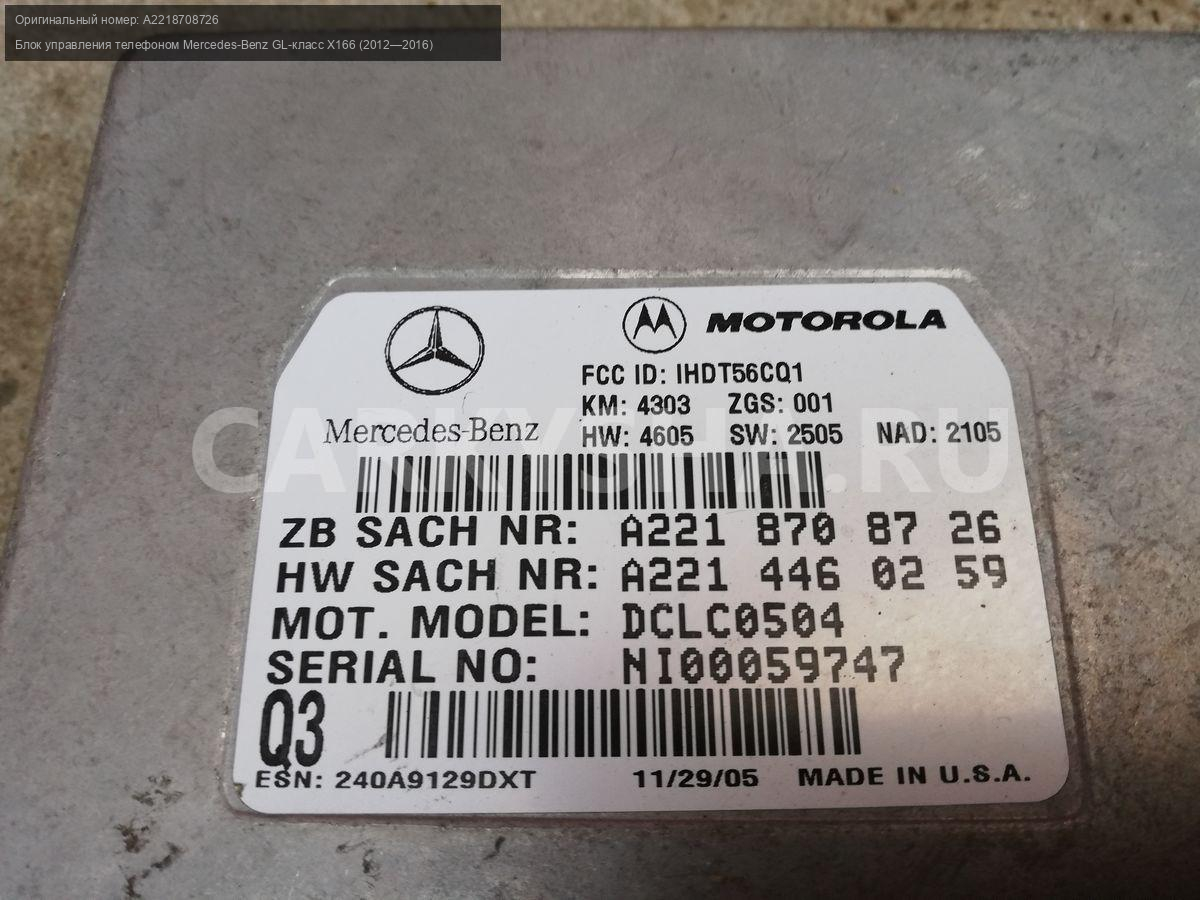 Оригинальный номер: A2218708726
Блок управления телефоном Mercedes-Benz GL-класс X166 (2012—2016)
MOTOROLA
FCC ID: IHDT56CQ1
KM: 4303 ZGS: 001
Mercedes-Benz HW: 4605 SW: 2505 NAD: 2105
CARKYSHA.RU
ZB SACH NR: A221 870 87 26
HW SACH NR: A221 446 02 59
MOT. MODEL: DCLC0504
SERIAL NO: NI00059747
Q3
ESN: 240A9129DXT 11/29/05 MADE IN U.S.A.